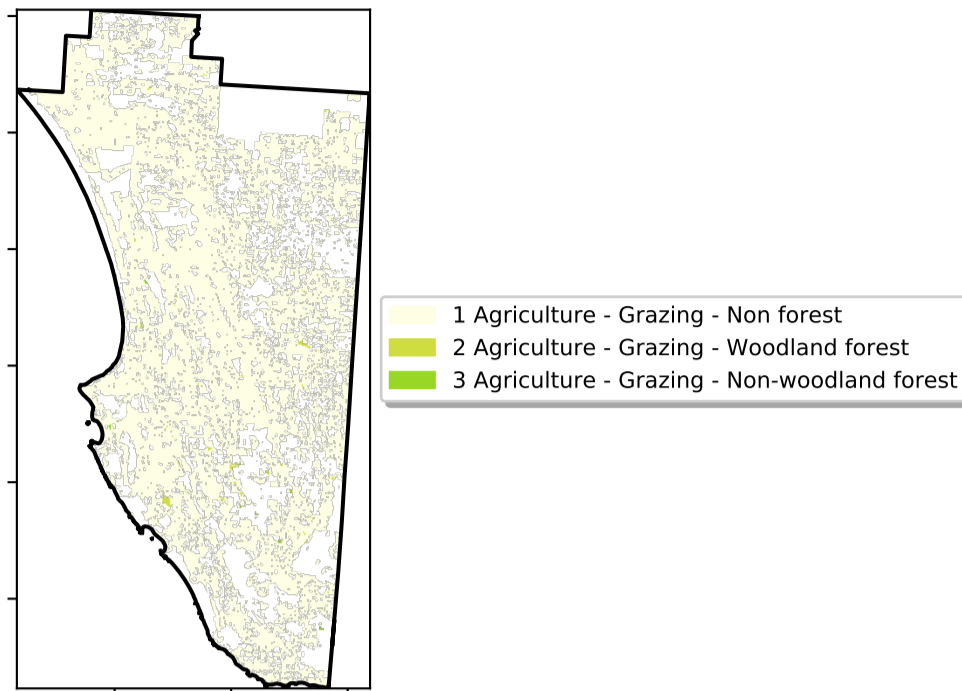 1 Agriculture - Grazing - Non forest
2 Agriculture - Grazing - Woodland forest
3 Agriculture - Grazing - Non-woodland forest